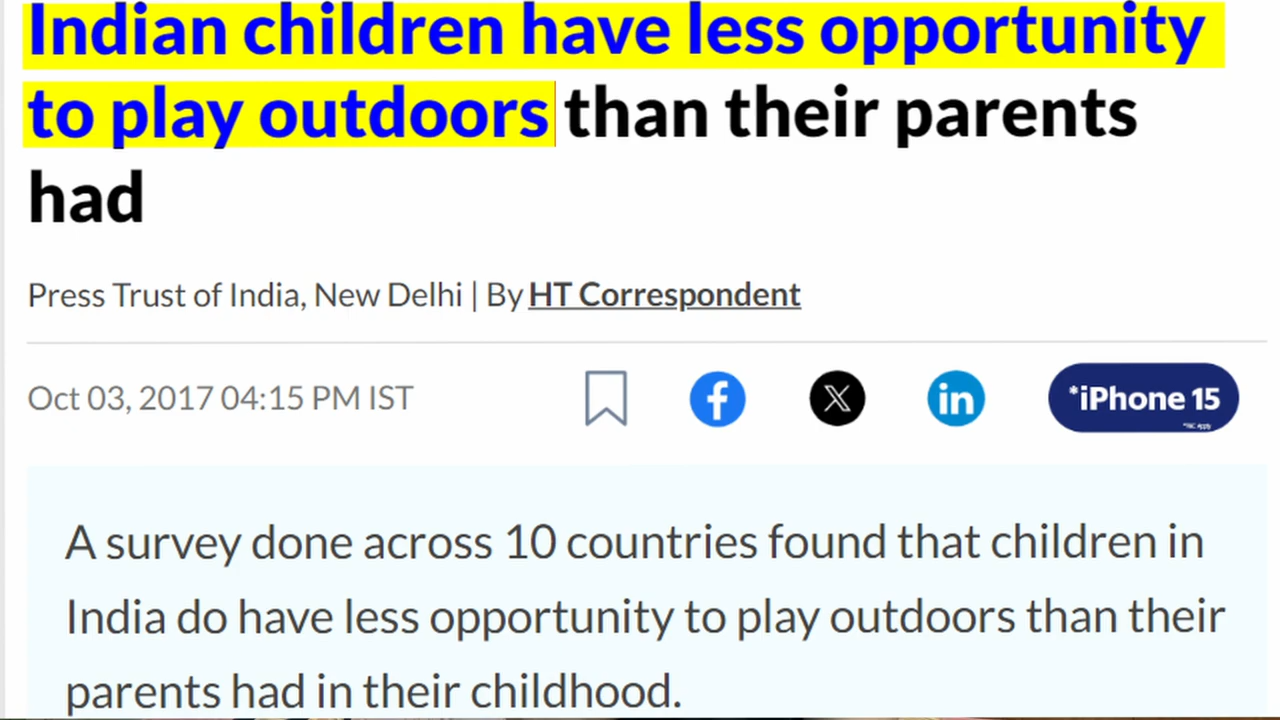 Indian children have less opportunity
to play outdoors than their parents
had
Press Trust of India, New Delhi | By HT Correspondent
Oct 03, 2017 04:15 PM IST
*iPhone 15
A survey done across 10 countries found that children in
India do have less opportunity to play outdoors than their
parents had in their childhood.